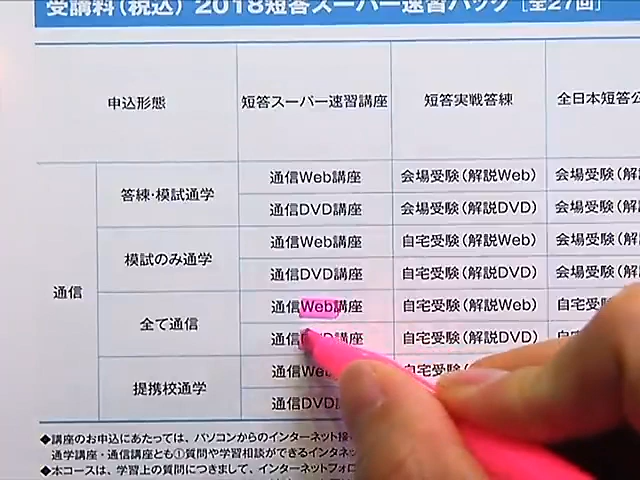 受講料(税込) 2018短答スーパー速習パック [全27回]
申込形態 短答スーパー速習講座 短答実戦答練 全日本短答公
通信
答練・模試通学 通信Web講座 会場受験(解説Web) 会場受験(解説
通信DVD講座 会場受験(解説DVD) 会場受験(解説
模試のみ通学 通信Web講座 自宅受験(解説Web) 会場受験(解
通信DVD講座 自宅受験(解説DVD) 会場受験(解
全て通信 通信Web講座 自宅受験(解説Web) 自宅受
通信DVD講座 自宅受験(解説DVD)
提携校通学 通信Web 宅受験(解説
通信DVD講
◆講座のお申込にあたっては、パソコンからのインターネット接
通学講座・通信講座とも①質問や学習相談ができるインタネ
◆本コースは、学習上の質問につきまして、インターネットフォロ